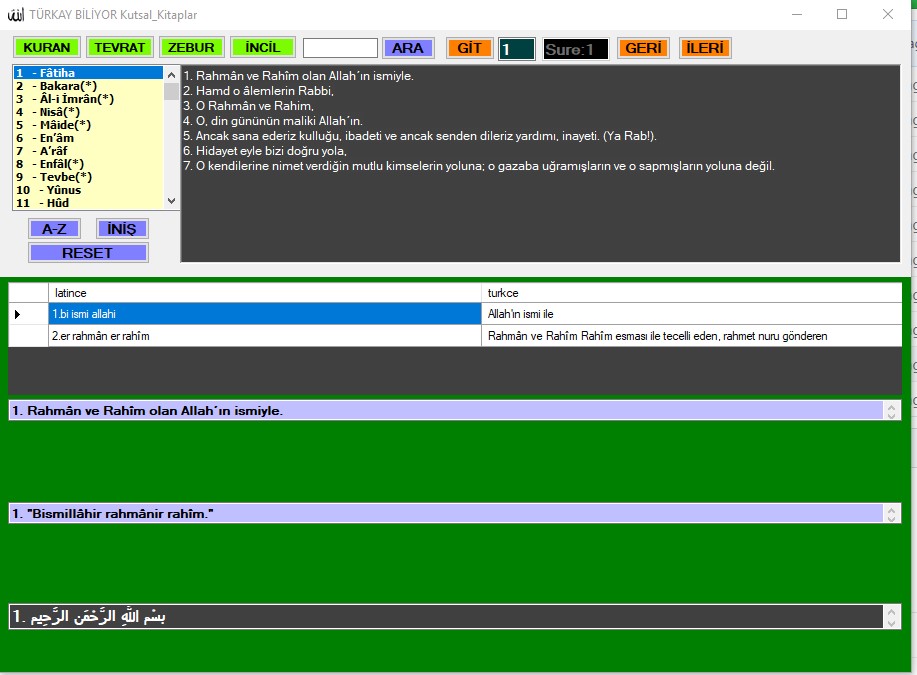 TÜRKAY BİLİYOR Kutsal_Kitaplar
KURAN TEVRAT ZEBUR İNCİL ARA GİT 1 Sure:1 GERİ İLERİ
1 - Fâtiha
2 - Bakara(*)
3 - Âl-i İmrân(*)
4 - Nisâ(*)
5 - Mâide(*)
6 - En’âm
7 - A’râf
8 - Enfâl(*)
9 - Tevbe(*)
10 - Yûnus
11 - Hûd
A-Z İNİŞ
RESET
1. Rahmân ve Rahîm olan Allah´ın ismiyle.
2. Hamd o âlemlerin Rabbi,
3. O Rahmân ve Rahim,
4. O, din gününün maliki Allah´ın.
5. Ancak sana ederiz kulluğu, ibadeti ve ancak senden dileriz yardımı, inayeti. (Ya Rab!).
6. Hidayet eyle bizi doğru yola,
7. O kendilerine nimet verdiğin mutlu kimselerin yoluna; o gazaba uğramışların ve o sapmışların yoluna değil.
latince turkce
1.bi ismi allahi Allah'ın ismi ile
2.er rahmân er rahîm Rahmân ve Rahîm Rahîm esması ile tecelli eden, rahmet nuru gönderen
1. Rahmân ve Rahîm olan Allah´ın ismiyle.
1. "Bismillâhir rahmânir rahîm."
1. بِسْمِ اللَّهِ الرَّحْمَنِ الرَّحِيمِ